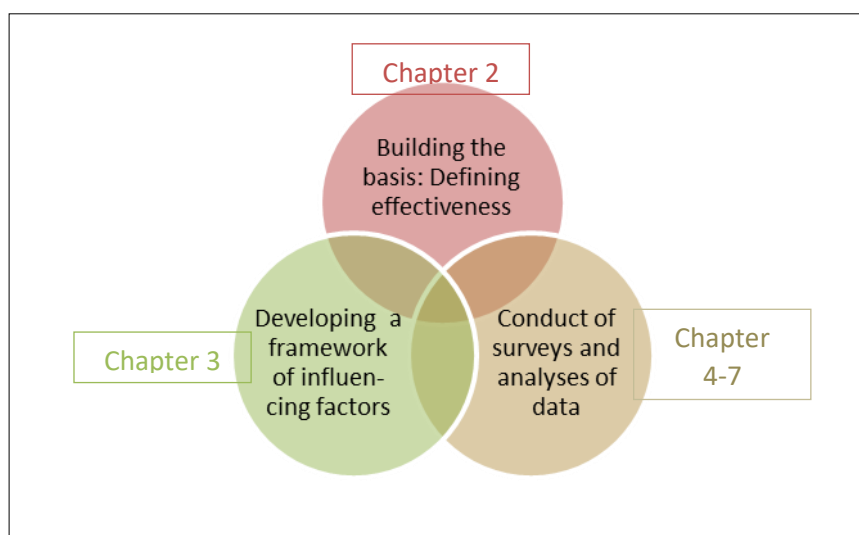 Chapter 2
Building the
basis: Defining
effectiveness
Chapter 3
Developing a
framework
of influen-
cing factors
Conduct of
surveys and
analyses of
data
Chapter
4-7